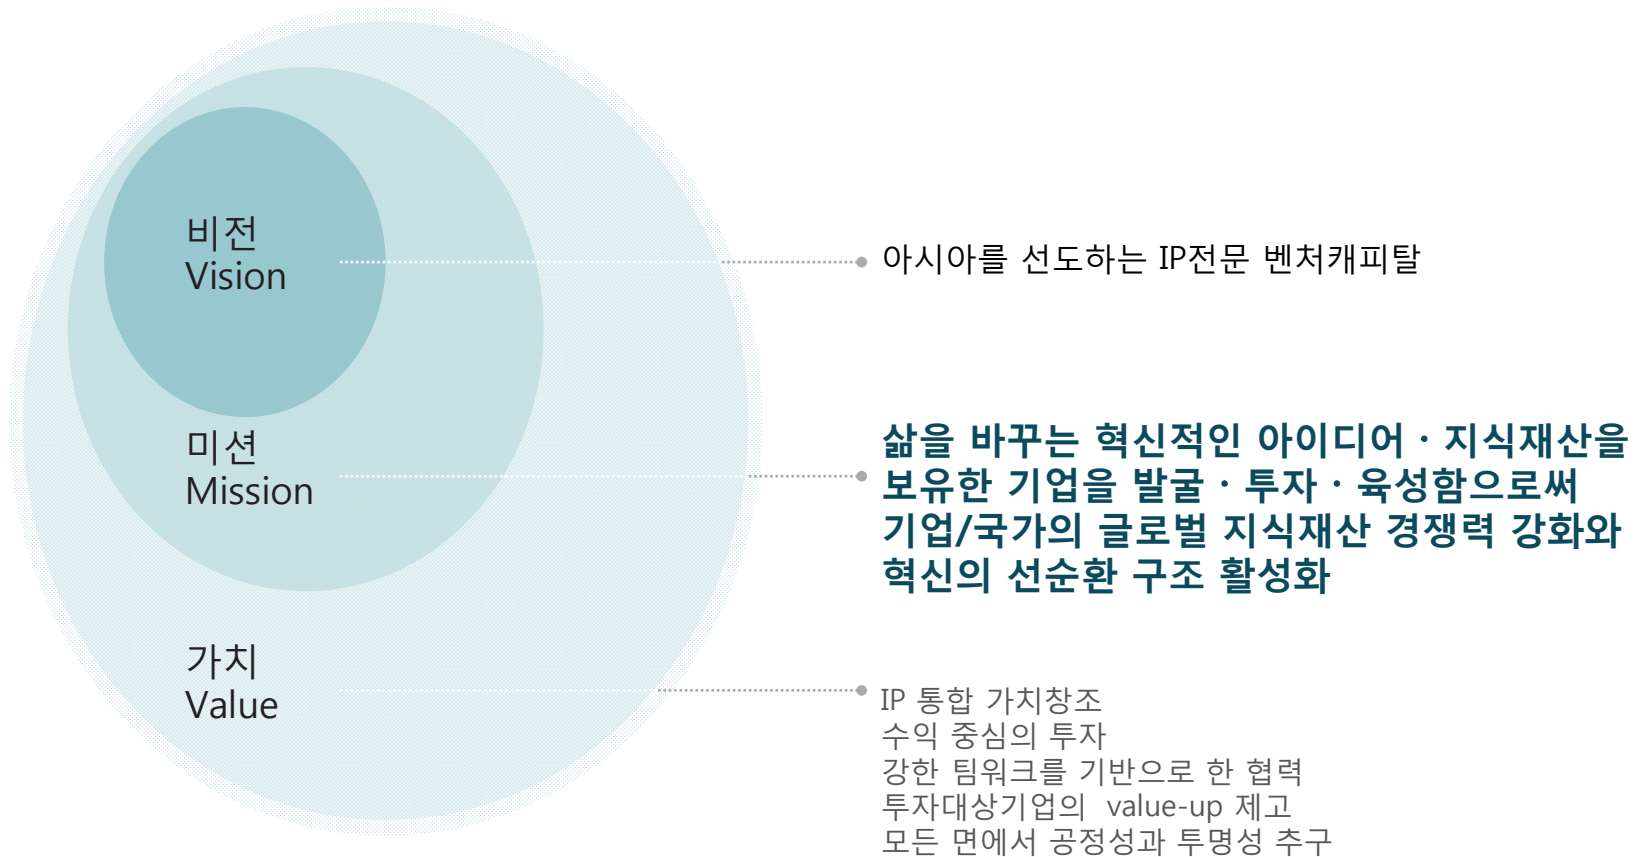 비전
Vision
아시아를 선도하는 IP전문 벤처캐피탈
미션
Mission
삶을 바꾸는 혁신적인 아이디어 · 지식재산을
보유한 기업을 발굴 · 투자 · 육성함으로써
기업/국가의 글로벌 지식재산 경쟁력 강화와
혁신의 선순환 구조 활성화
가치
Value
IP 통합 가치창조
수익 중심의 투자
강한 팀워크를 기반으로 한 협력
투자대상기업의 value-up 제고
모든 면에서 공정성과 투명성 추구